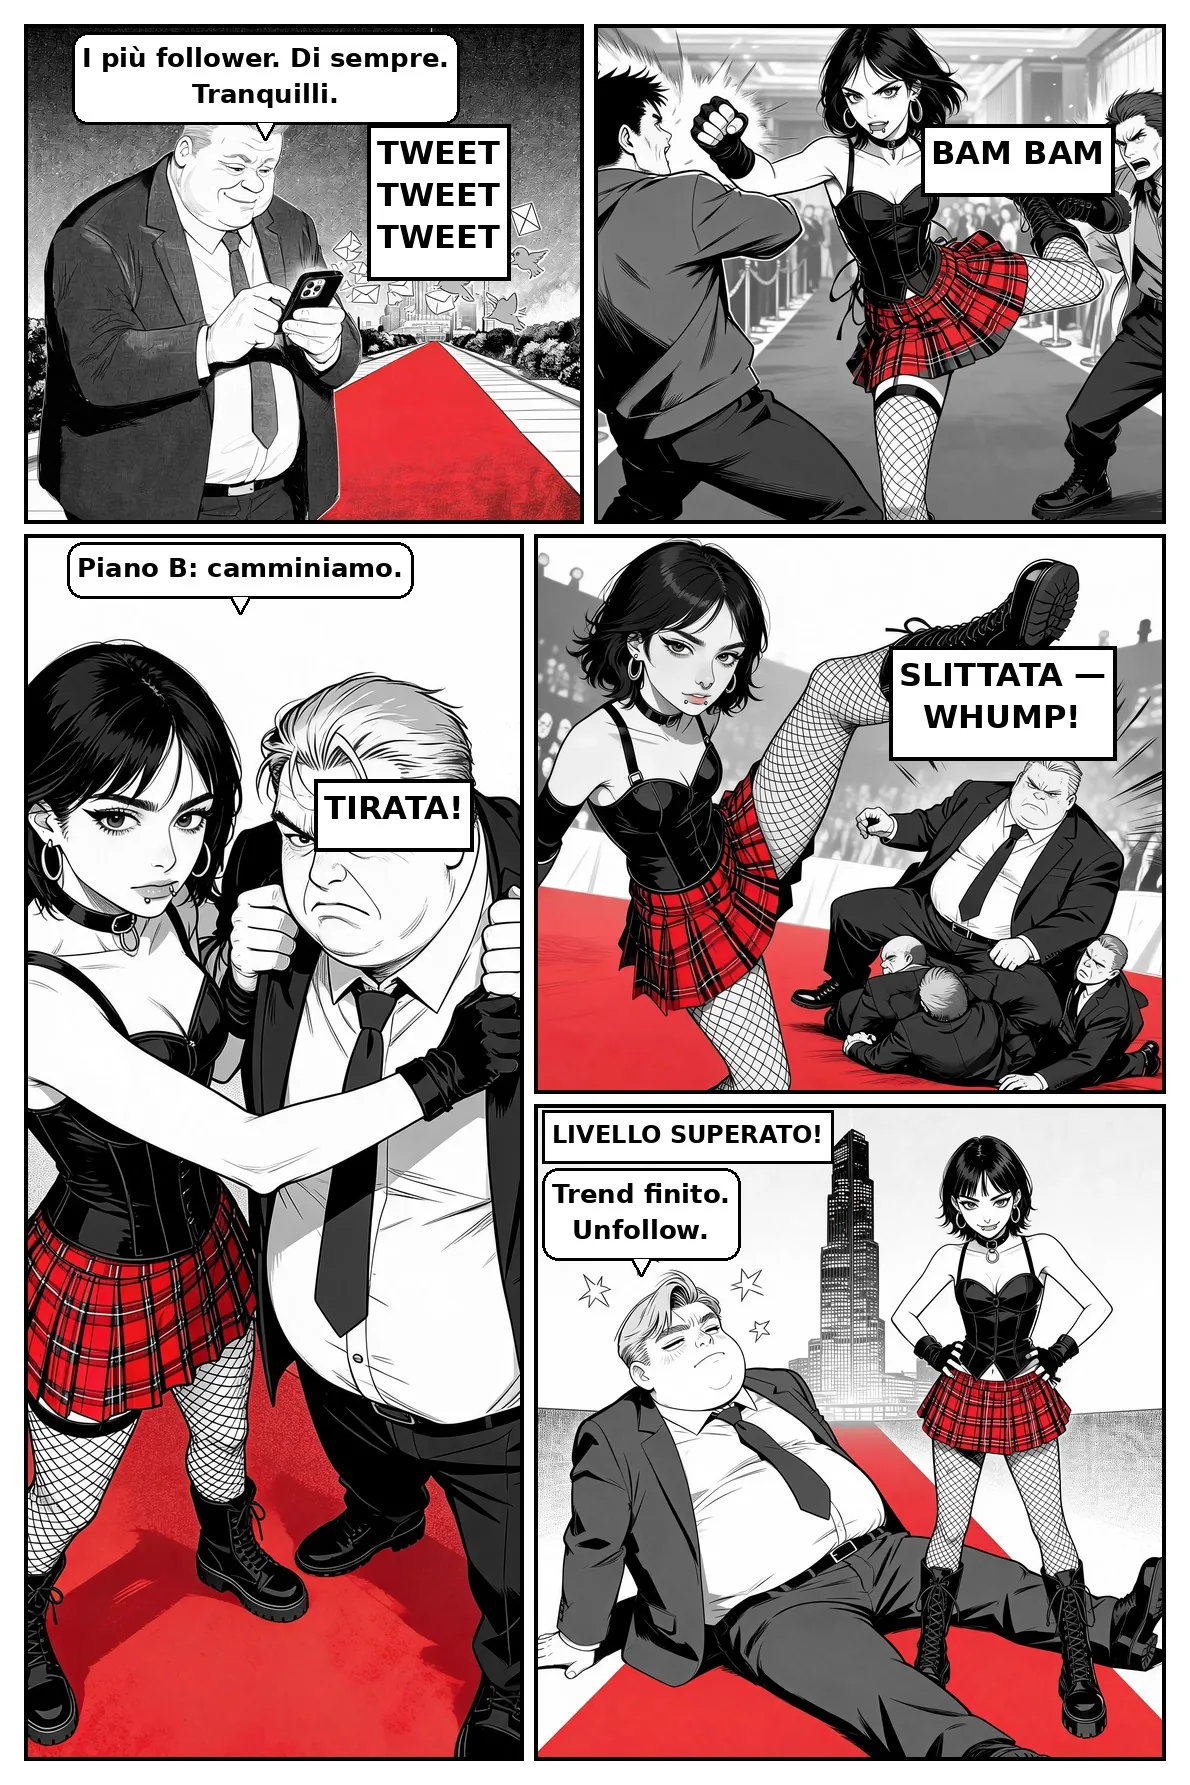 I più follower. Di sempre.
Tranquilli.
TWEET
TWEET
TWEET
BAM BAM
Piano B: camminiamo.
TIRATA!
SLITTATA —
WHUMP!
LIVELLO SUPERATO!
Trend finito.
Unfollow.